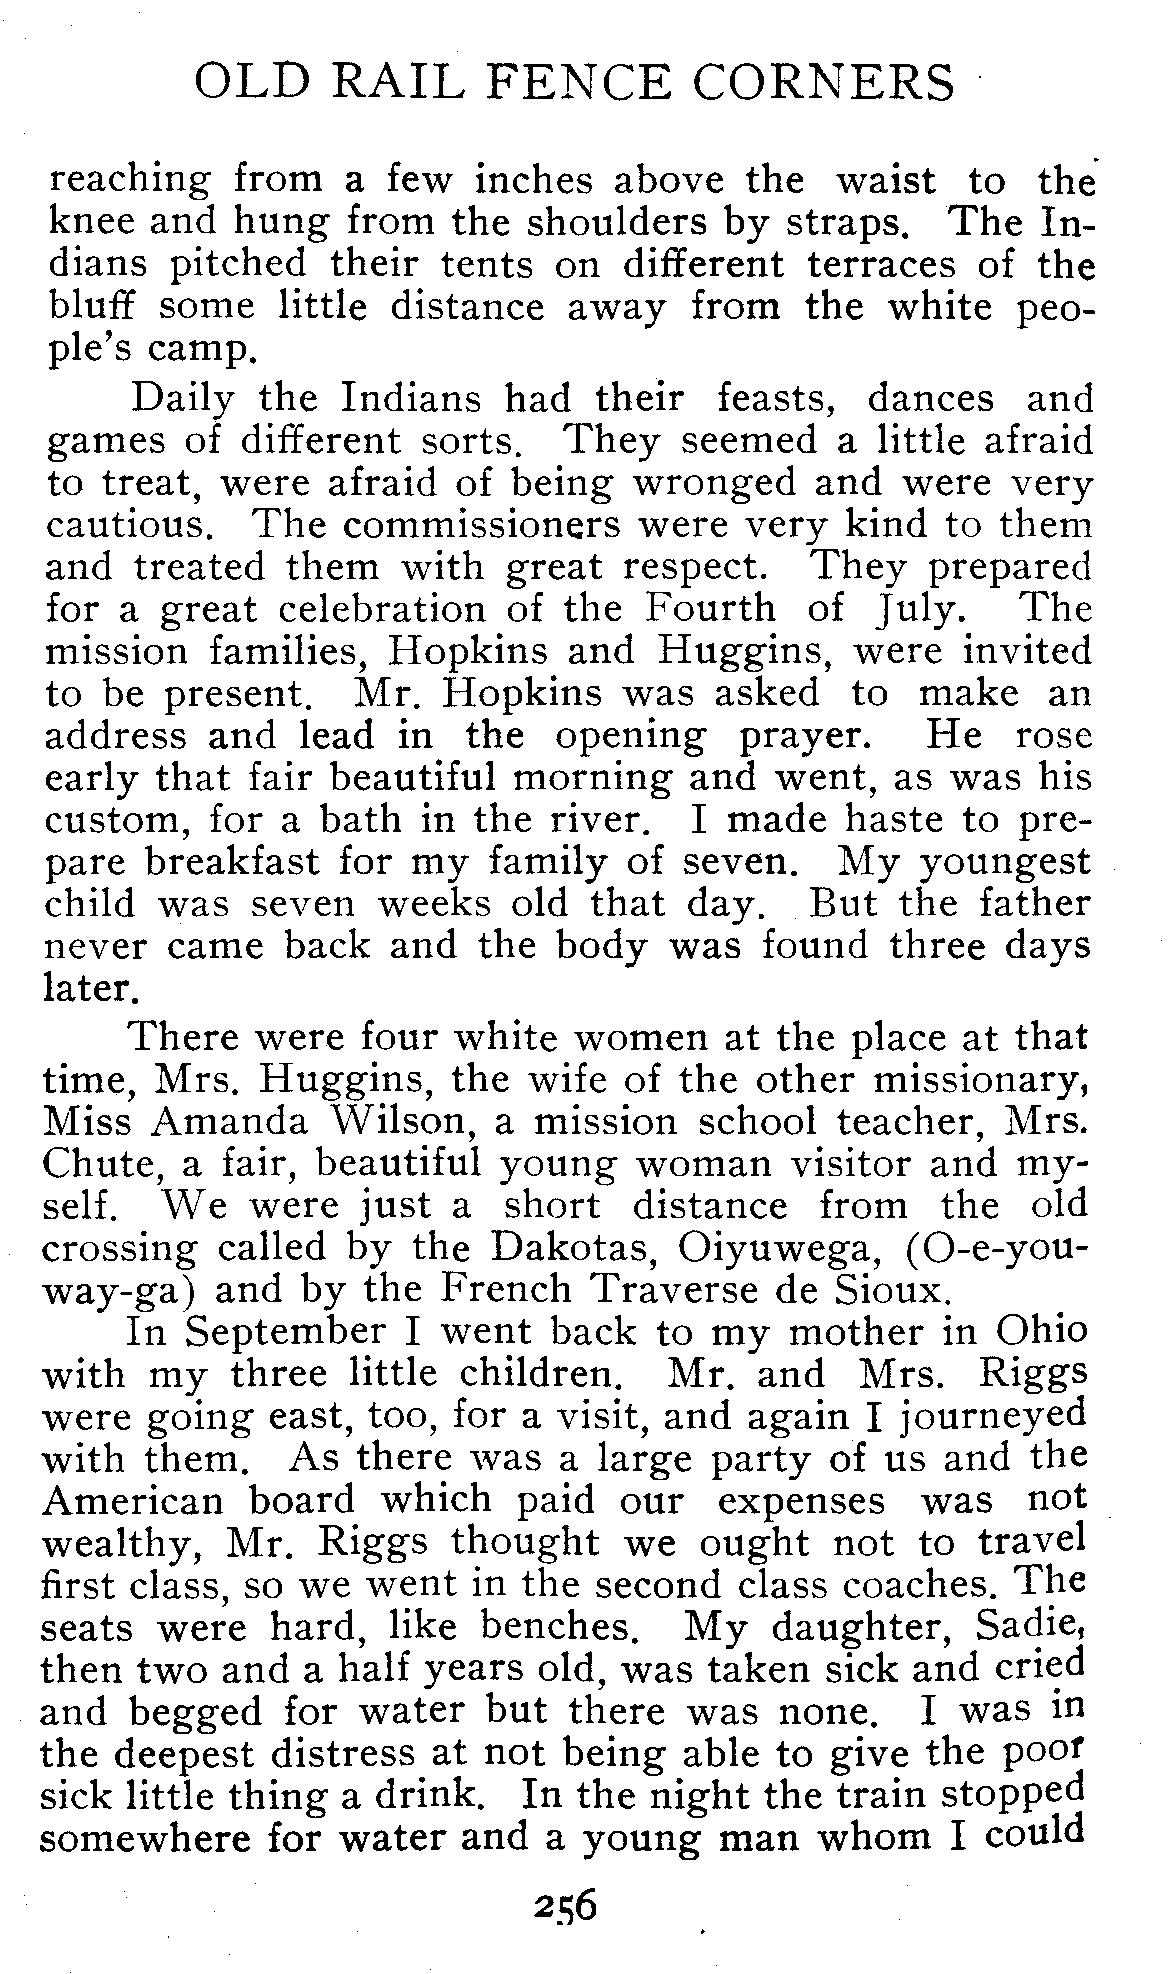 OLD RAIL FENCE CORNERS
reaching from a few inches above the waist to the
knee and hung from the shoulders by straps. The In-
dians pitched their tents on different terraces of the
bluff some little distance away from the white peo-
ple's camp.
Daily the Indians had their feasts, dances and
games of different sorts. They seemed a little afraid
to treat, were afraid of being wronged and were very
cautious. The commissioners were very kind to them
and treated them with great respect. They prepared
for a great celebration of the Fourth of July. The
mission families, Hopkins and Huggins, were invited
to be present. Mr. Hopkins was asked to make an
address and lead in the opening prayer. He rose
early that fair beautiful morning and went, as was his
custom, for a bath in the river. I made haste to pre-
pare breakfast for my family of seven. My youngest
child was seven weeks old that day. But the father
never came back and the body was found three days
later.
There were four white women at the place at that
time, Mrs. Huggins, the wife of the other missionary,
Miss Amanda Wilson, a mission school teacher, Mrs.
Chute, a fair, beautiful young woman visitor and my-
self. We were just a short distance from the old
crossing called by the Dakotas, Oiyuwega, (O-e-you-
way-ga) and by the French Traverse de Sioux.
In September I went back to my mother in Ohio
with my three little children. Mr. and Mrs. Riggs
were going east, too, for a visit, and again I journeyed
with them. As there was a large party of us and the
American board which paid our expenses was not
wealthy, Mr. Riggs thought we ought not to travel
first class, so we went in the second class coaches. The
seats were hard, like benches. My daughter, Sadie,
then two and a half years old, was taken sick and cried
and begged for water but there was none. I was in
the deepest distress at not being able to give the poor
sick little thing a drink. In the night the train stopped
somewhere for water and a young man whom I could
256